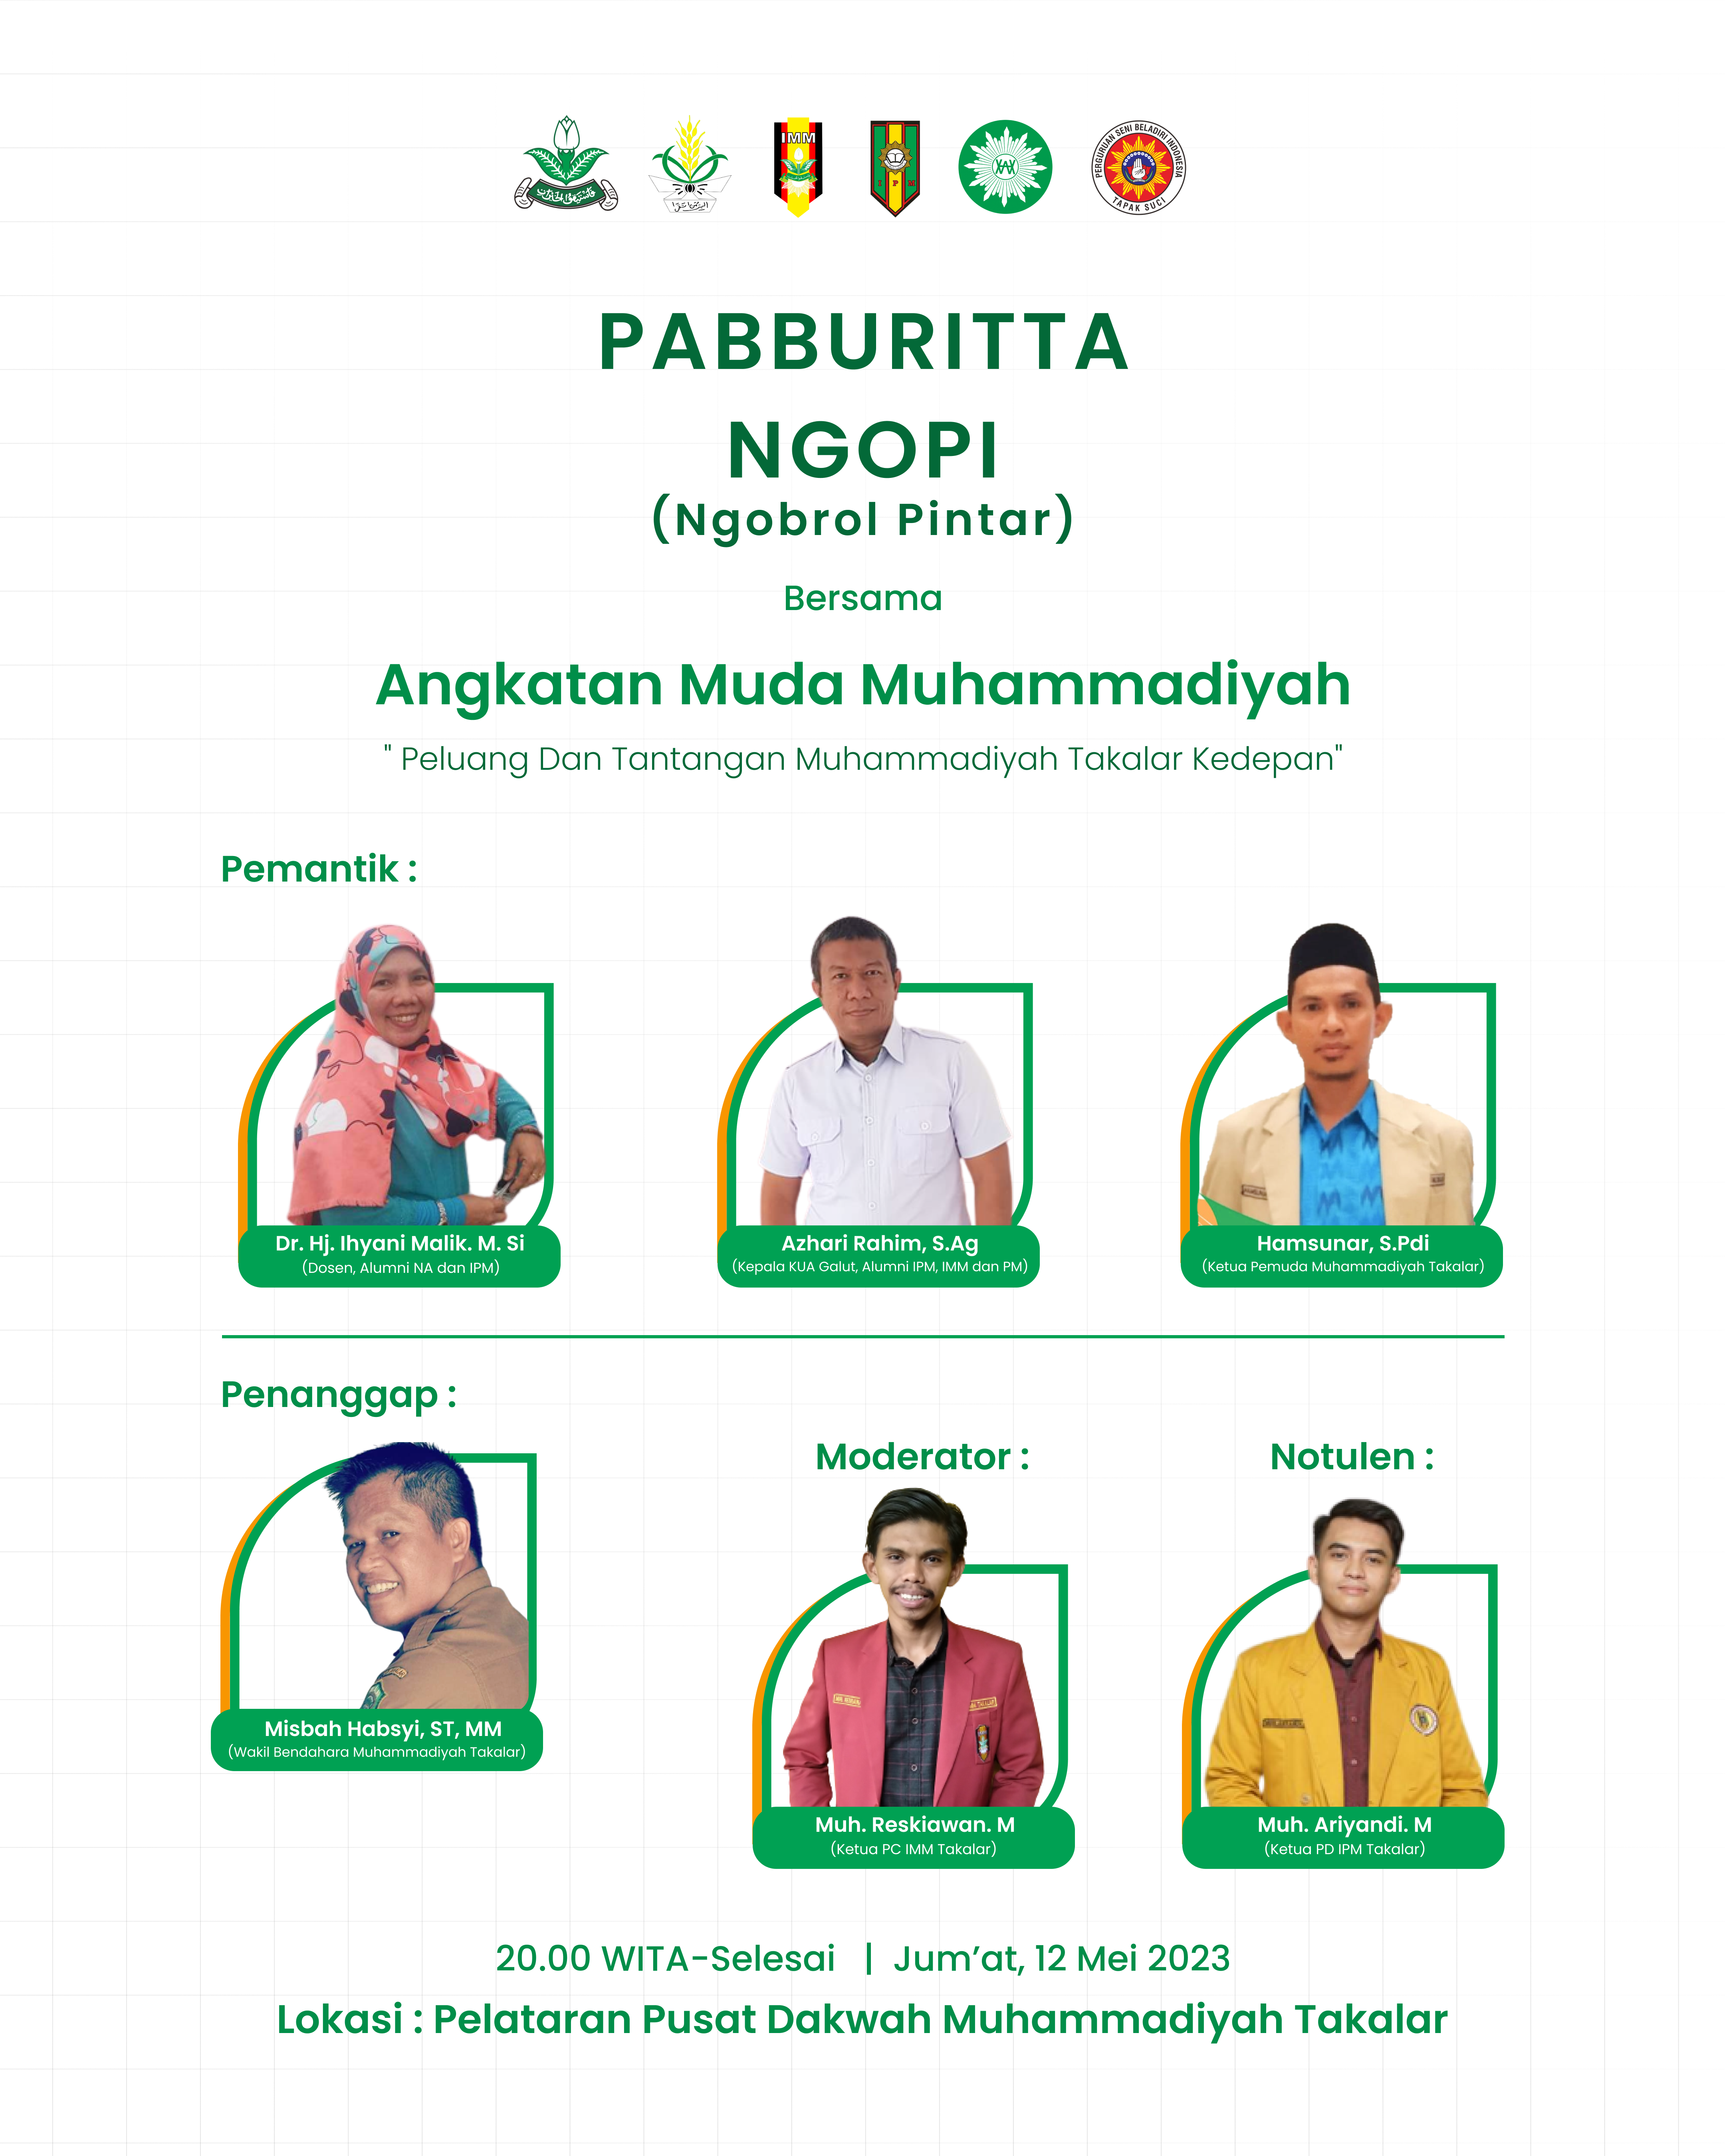 IMM
I P M
PERGURUAN SENI BELADIRI INDONESIA
TAPAK SUCI
PABBURITTA
NGOPI
(Ngobrol Pintar)
Bersama
Angkatan Muda Muhammadiyah
" Peluang Dan Tantangan Muhammadiyah Takalar Kedepan"
Pemantik :
Dr. Hj. Ihyani Malik. M. Si
(Dosen, Alumni NA dan IPM)
Azhari Rahim, S.Ag
(Kepala KUA Galut, Alumni IPM, IMM dan PM)
Hamsunar, S.Pdi
(Ketua Pemuda Muhammadiyah Takalar)
Penanggap :
Misbah Habsyi, ST, MM
(Wakil Bendahara Muhammadiyah Takalar)
Moderator :
Muh. Reskiawan. M
(Ketua PC IMM Takalar)
Notulen :
Muh. Ariyandi. M
(Ketua PD IPM Takalar)
20.00 WITA-Selesai | Jum’at, 12 Mei 2023
Lokasi : Pelataran Pusat Dakwah Muhammadiyah Takalar